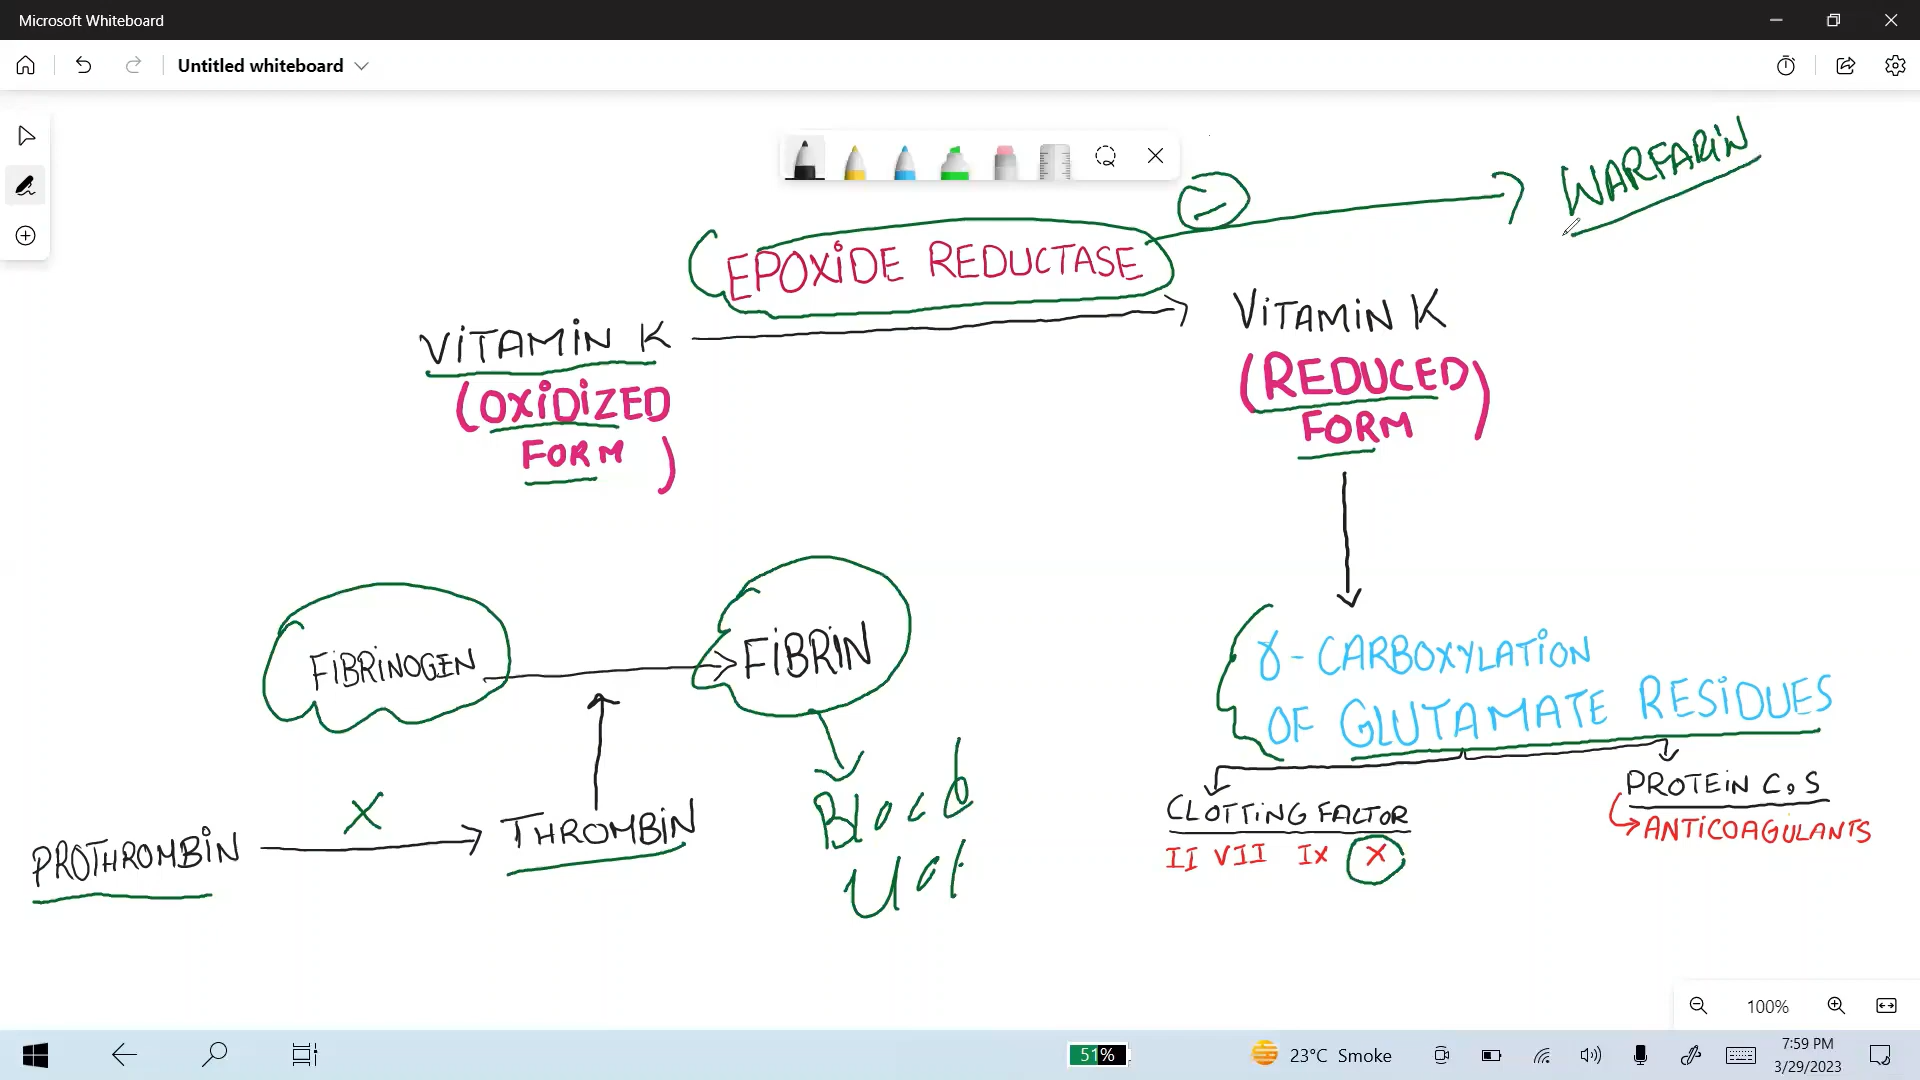 Microsoft Whiteboard
Untitled whiteboard
WARFARIN
EPOXIDE REDUCTASE
VITAMIN K
(OXIDIZED
FORM)
VITAMIN K
(REDUCED
FORM)
FIBRINOGEN
FIBRIN
γ-CARBOXYLATION
OF GLUTAMATE RESIDUES
PROTHROMBIN
X
THROMBIN
Blood
CLOTTING FACTOR
II VII IX X
PROTEIN C, S
ANTICOAGULANTS
100%
51%
23°C Smoke
7:59 PM
3/29/2023